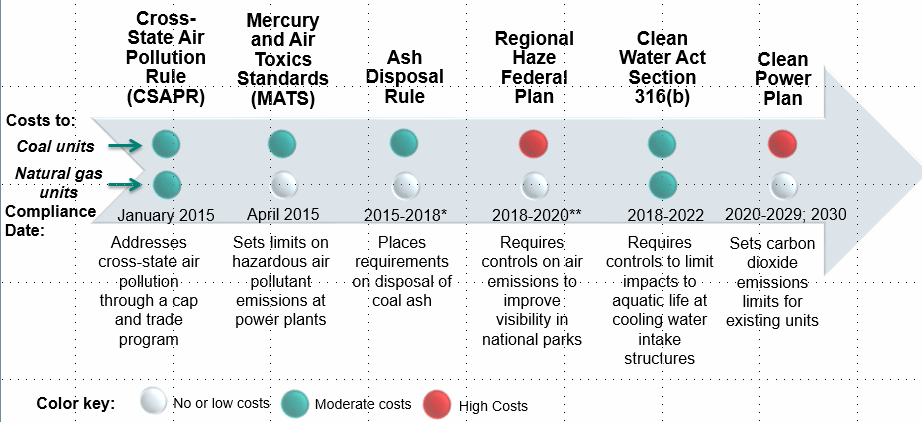 Cross-
State Air
Pollution
Rule
(CSAPR)
Mercury
and Air
Toxics
Standards
(MATS)
Ash
Disposal
Rule
Regional
Haze
Federal
Plan
Clean
Water Act
Section
316(b)
Clean
Power
Plan
Costs to:
Coal units
Natural gas
units
Compliance
Date:
January 2015
April 2015
2015-2018*
2018-2020**
2018-2022
2020-2029; 2030
Addresses
cross-state air
pollution
through a cap
and trade
program
Sets limits on
hazardous air
pollutant
emissions at
power plants
Places
requirements
on disposal of
coal ash
Requires
controls on air
emissions to
improve
visibility in
national parks
Requires
controls to limit
impacts to
aquatic life at
cooling water
intake
structures
Sets carbon
dioxide
emissions
limits for
existing units
Color key:
No or low costs
Moderate costs
High Costs